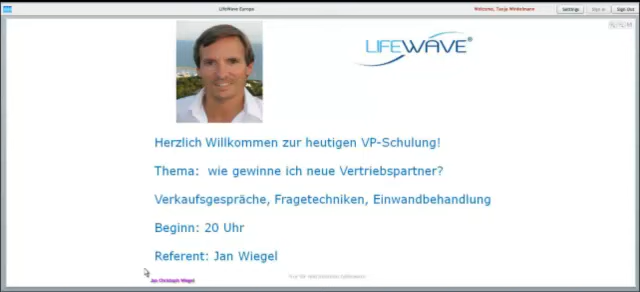 LifeWave Europe
Welcome, Tanja Winkelmann
Settings
Sign In
Sign Out
LIFEWAVE®
Herzlich Willkommen zur heutigen VP-Schulung!
Thema: wie gewinne ich neue Vertriebspartner?
Verkaufsgespräche, Fragetechniken, Einwandbehandlung
Beginn: 20 Uhr
Referent: Jan Wiegel
Jan Christoph Wiegel